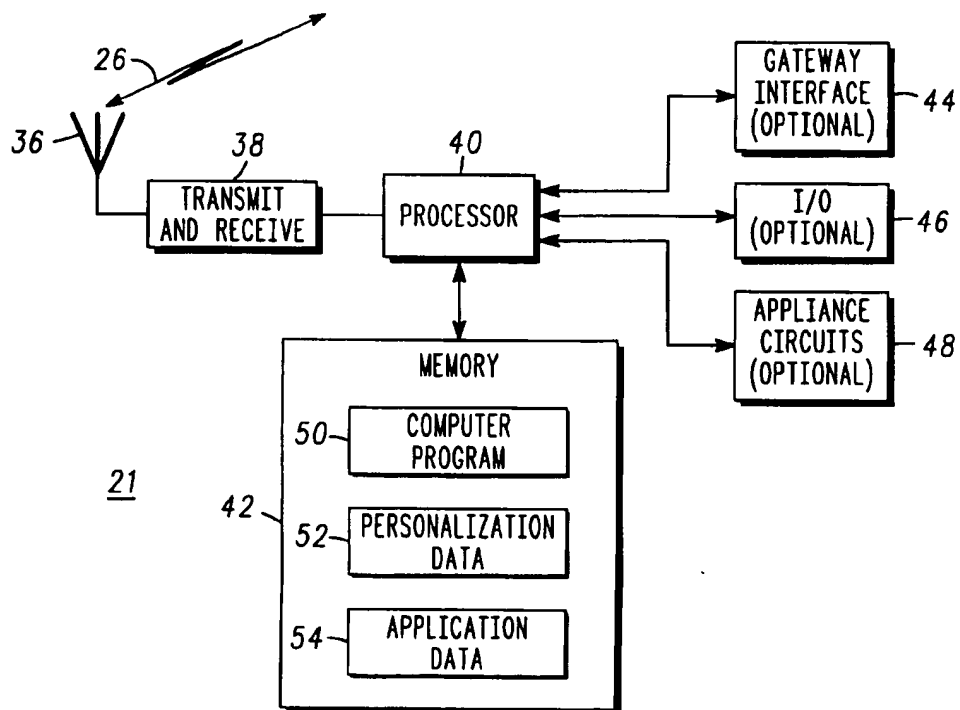 26
36
38
TRANSMIT
AND RECEIVE
40
PROCESSOR
GATEWAY
INTERFACE
(OPTIONAL)
44
I/O
(OPTIONAL)
46
APPLIANCE
CIRCUITS
(OPTIONAL)
48
MEMORY
50
COMPUTER
PROGRAM
21
42
52
PERSONALIZATION
DATA
54
APPLICATION
DATA